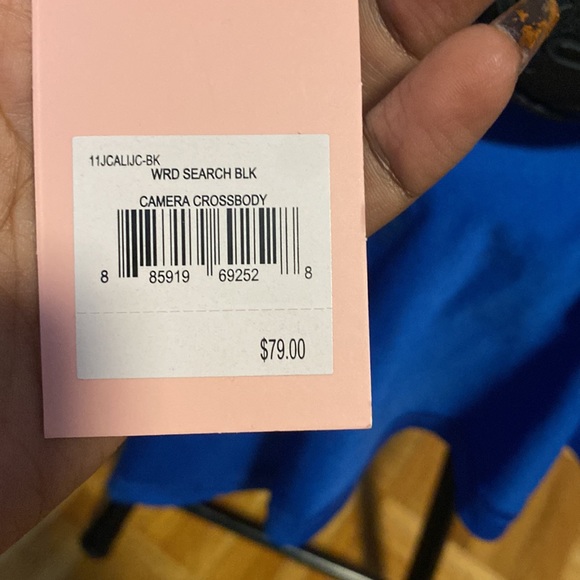 11JCALIJC-BK
WRD SEARCH BLK
CAMERA CROSSBODY
8 85919 69252 8
$79.00